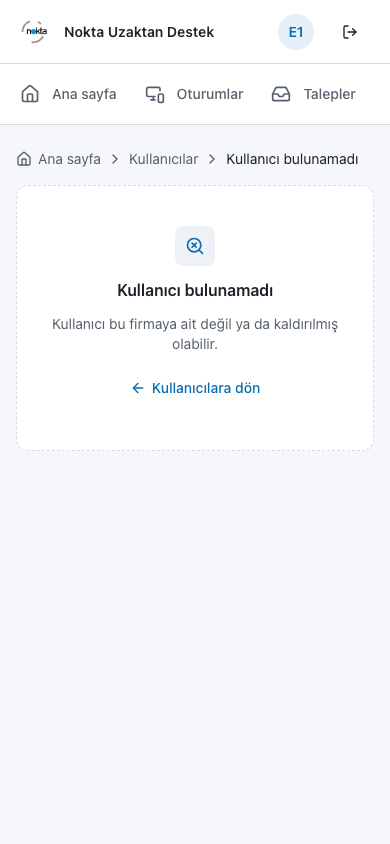 nokta
Nokta Uzaktan Destek
E1
Ana sayfa
Oturumlar
Talepler
Ana sayfa
Kullanıcılar
Kullanıcı bulunamadı
Kullanıcı bulunamadı
Kullanıcı bu firmaya ait değil ya da kaldırılmış
olabilir.
Kullanıcılara dön